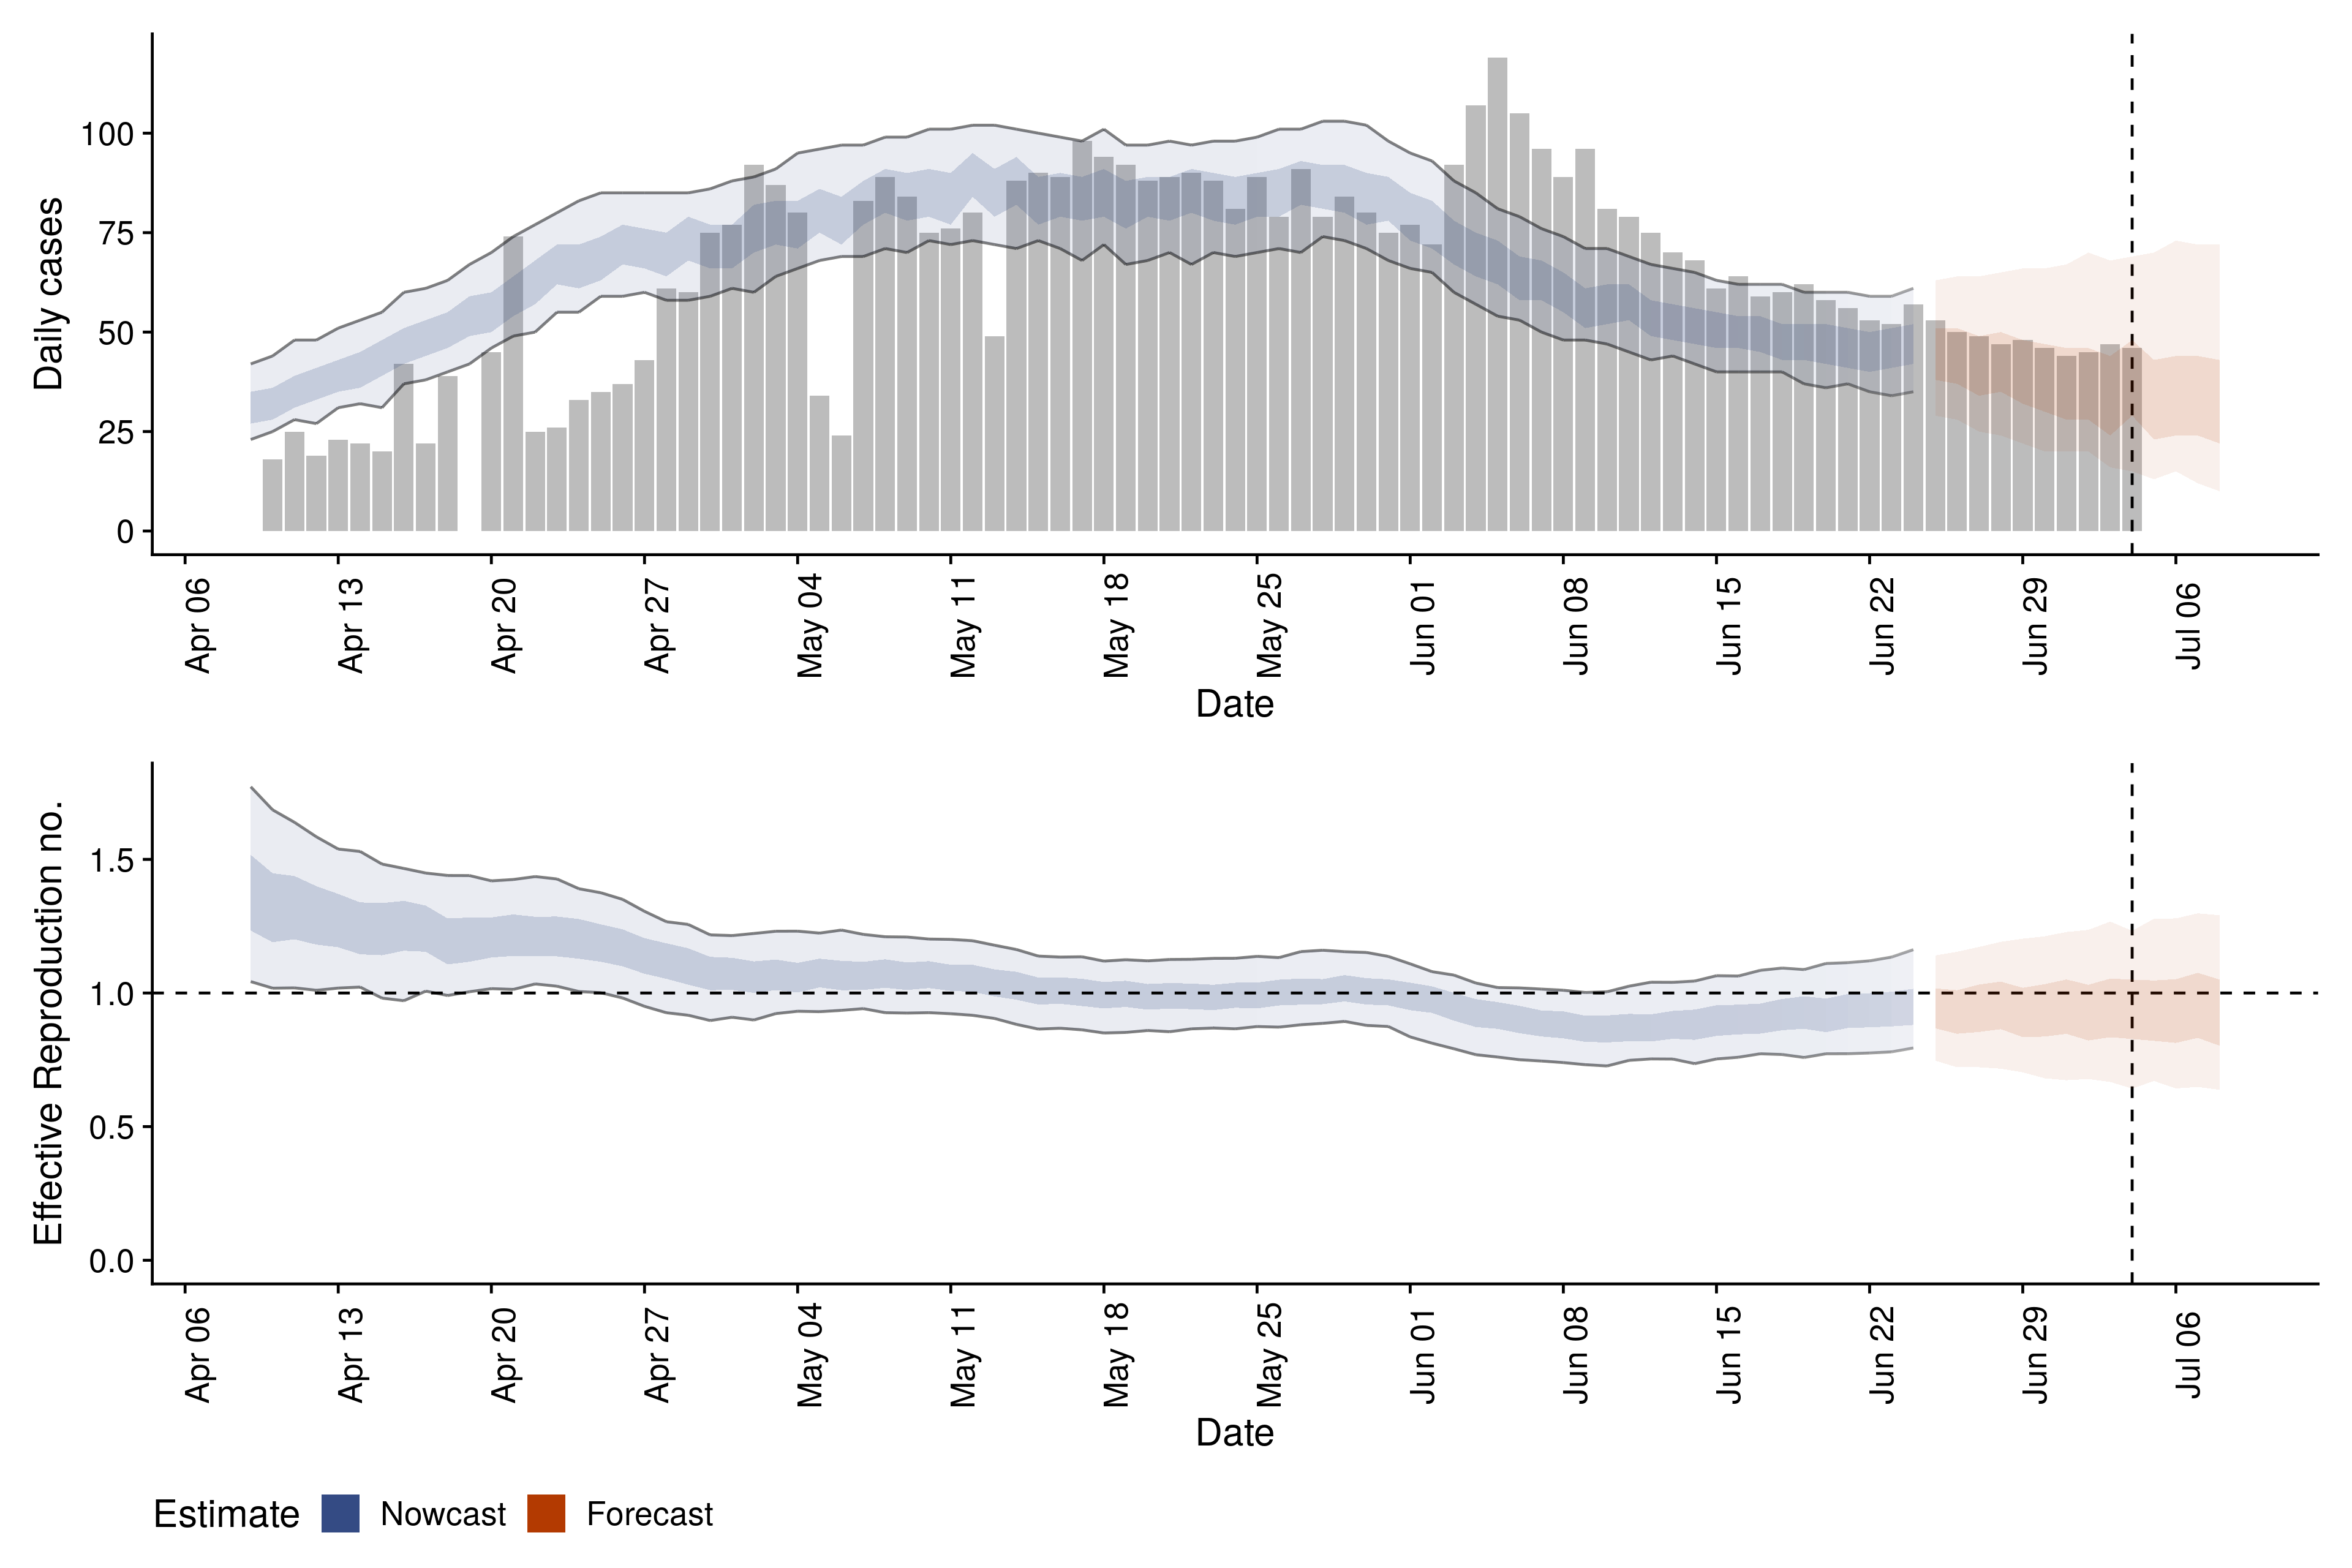 Daily cases
100
75
50
25
0
Apr 06
Apr 13
Apr 20
Apr 27
May 04
May 11
May 18
May 25
Jun 01
Jun 08
Jun 15
Jun 22
Jun 29
Jul 06
Date
Effective Reproduction no.
1.5
1.0
0.5
0.0
Apr 06
Apr 13
Apr 20
Apr 27
May 04
May 11
May 18
May 25
Jun 01
Jun 08
Jun 15
Jun 22
Jun 29
Jul 06
Date
Estimate Nowcast Forecast